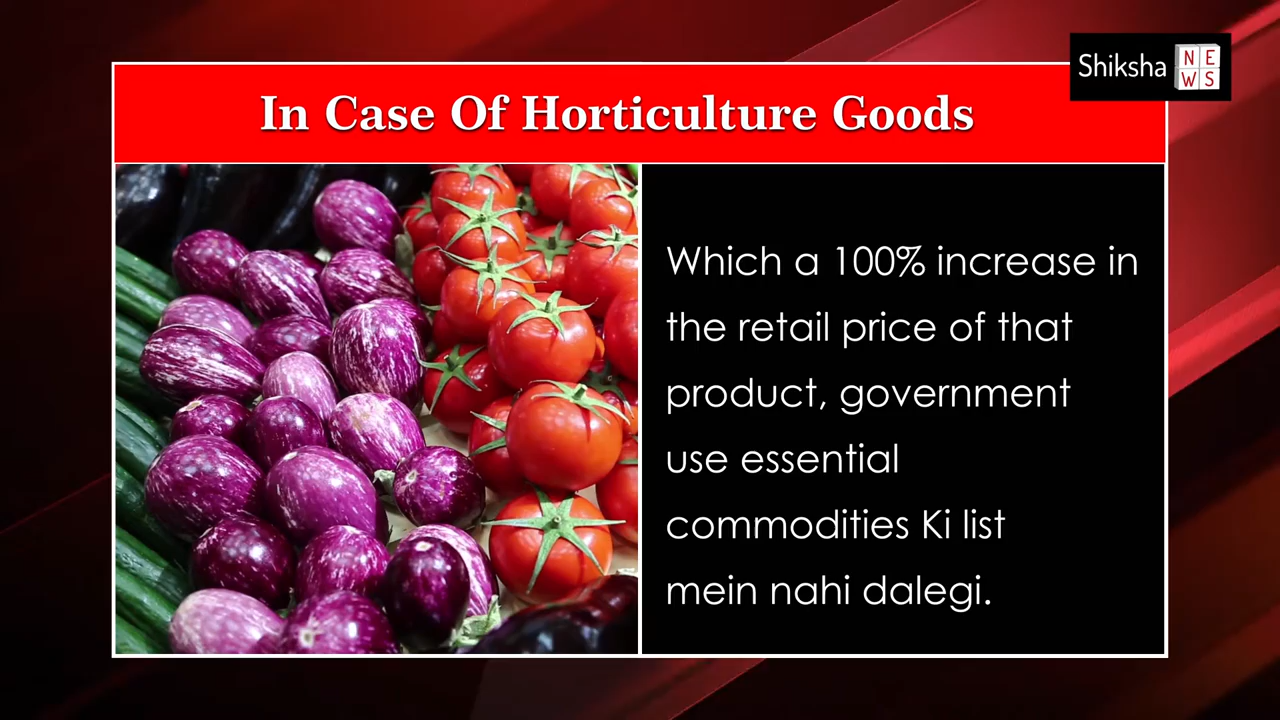 Shiksha NEWS
In Case Of Horticulture Goods
Which a 100% increase in
the retail price of that
product, government
use essential
commodities Ki list
mein nahi dalegi.